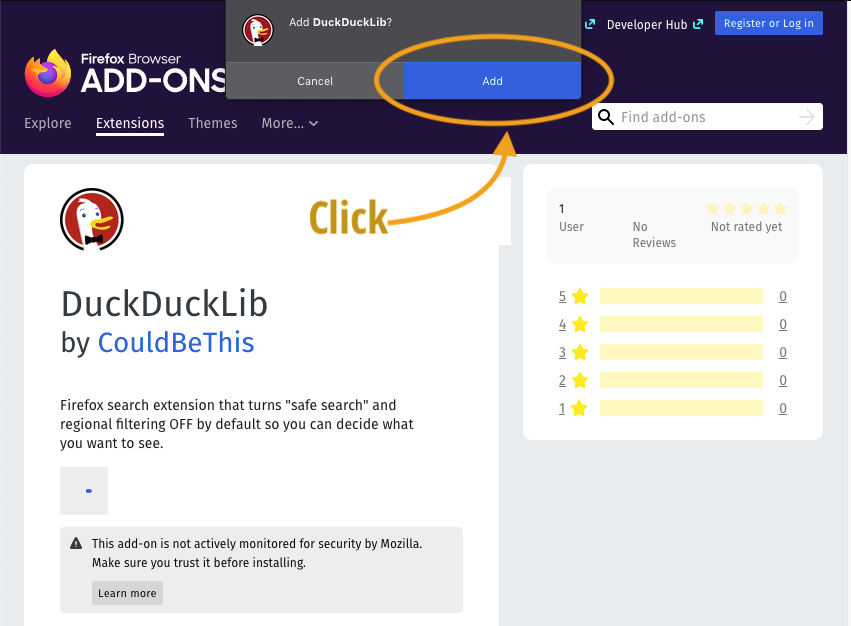 Add DuckDuckLib?
Cancel
Add
Developer Hub
Register or Log in
Firefox Browser
ADD-ONS
Explore
Extensions
Themes
More...
Find add-ons
Click
1
User
No
Reviews
Not rated yet
5 0
4 0
3 0
2 0
1 0
DuckDuckLib
by CouldBeThis
Firefox search extension that turns "safe search" and
regional filtering OFF by default so you can decide what
you want to see.
This add-on is not actively monitored for security by Mozilla.
Make sure you trust it before installing.
Learn more